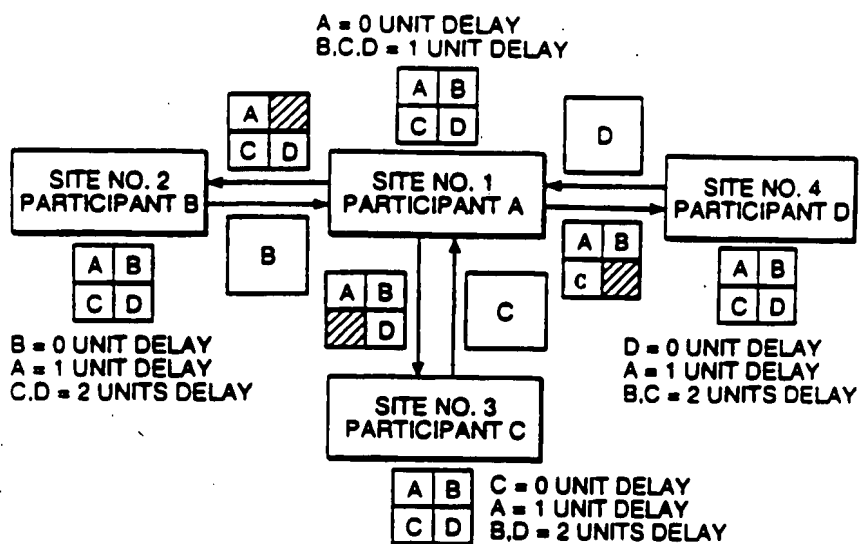 A = 0 UNIT DELAY
B,C,D = 1 UNIT DELAY
A
C D
A B
C D
D
SITE NO. 2
PARTICIPANT B
SITE NO. 1
PARTICIPANT A
SITE NO. 4
PARTICIPANT D
A B
C D
B
A B
D
C
A B
C
A B
C D
B = 0 UNIT DELAY
A = 1 UNIT DELAY
C,D = 2 UNITS DELAY
D = 0 UNIT DELAY
A = 1 UNIT DELAY
B,C = 2 UNITS DELAY
SITE NO. 3
PARTICIPANT C
A B
C D
C = 0 UNIT DELAY
A = 1 UNIT DELAY
B,D = 2 UNITS DELAY